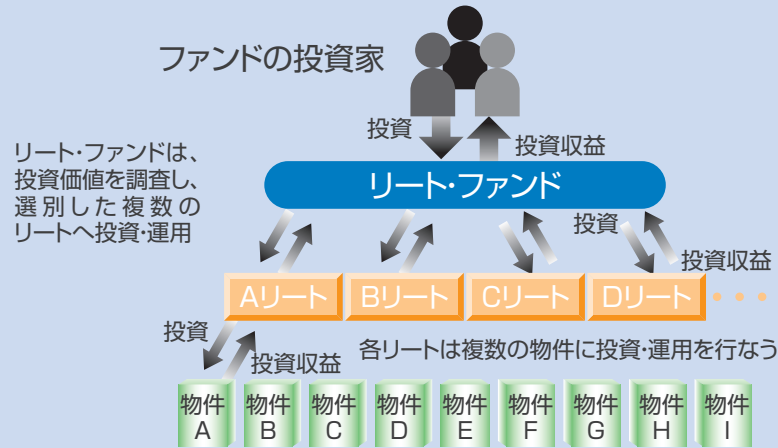 ファンドの投資家
投資
投資収益
リート・ファンドは、
投資価値を調査し、
選別した複数の
リートへ投資・運用
リート・ファンド
投資
投資収益
Aリート
Bリート
Cリート
Dリート
・・・
投資
投資収益
各リートは複数の物件に投資・運用を行なう
物件
A
物件
B
物件
C
物件
D
物件
E
物件
F
物件
G
物件
H
物件
I